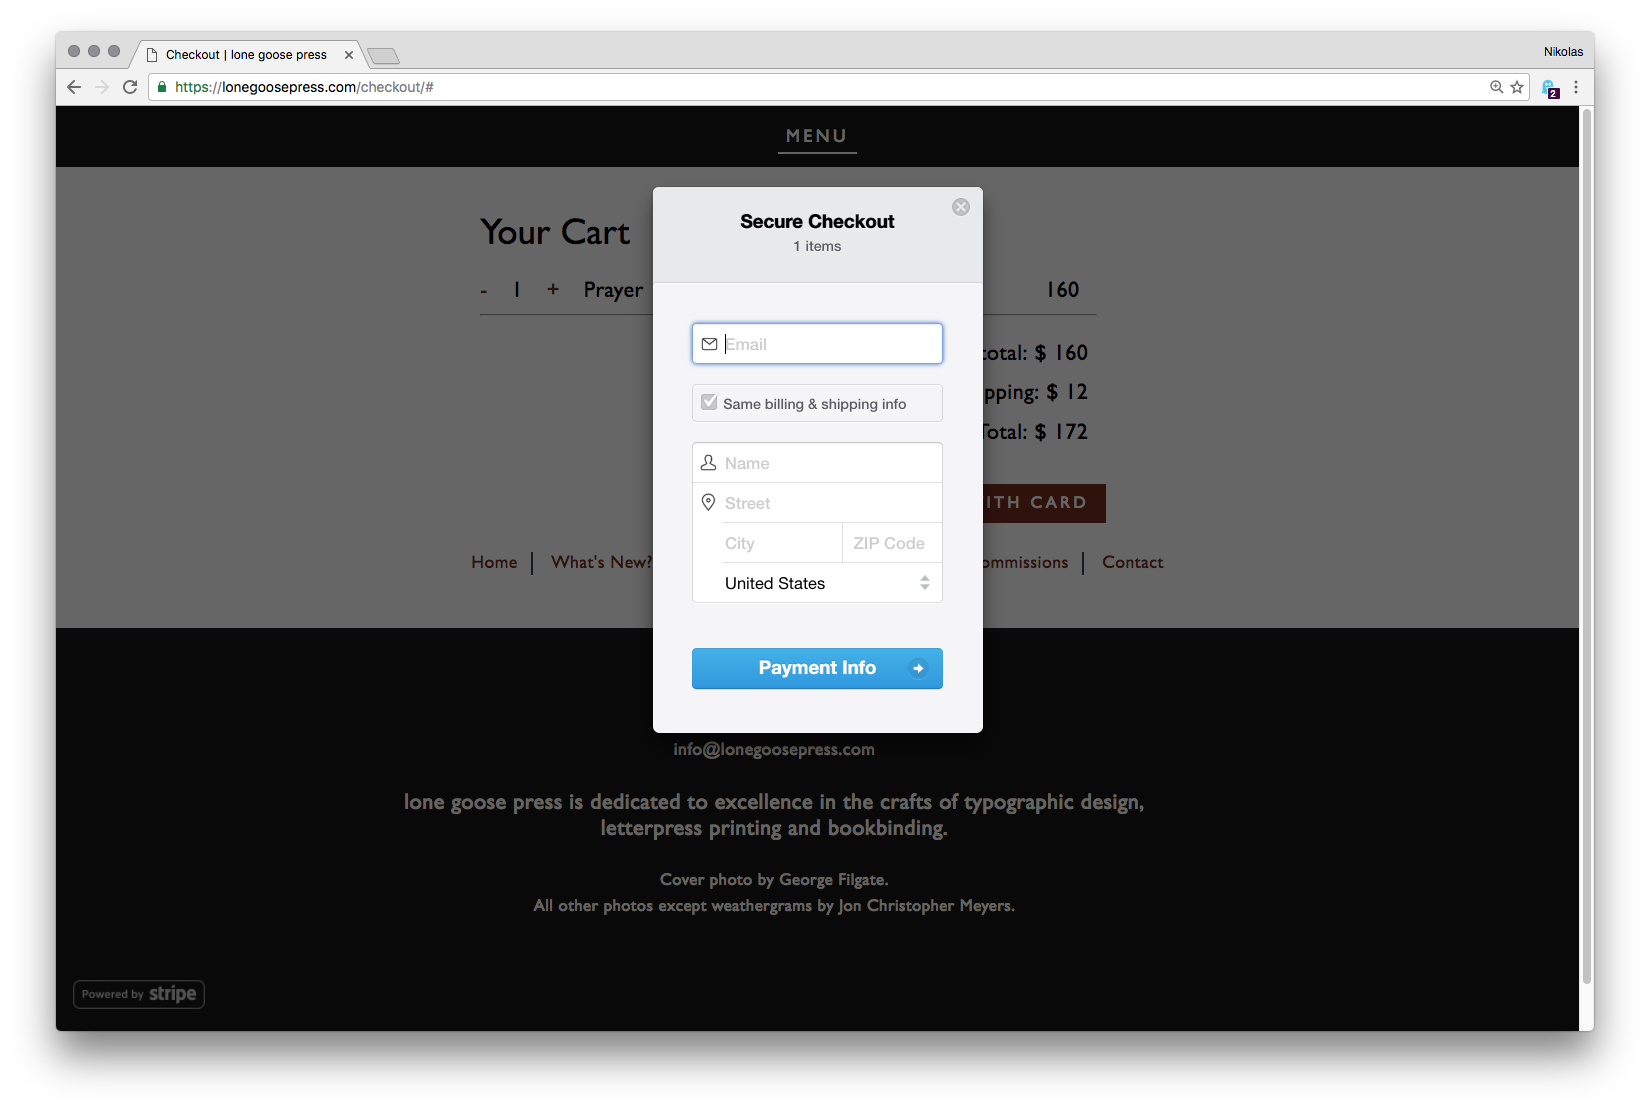 Checkout | lone goose press
Nikolas
https://lonegoosepress.com/checkout/#
2
MENU
Your Cart
- 1 + Prayer 160
total: $ 160
pping: $ 12
Total: $ 172
ITH CARD
Home | What's New? ommissions | Contact
Secure Checkout
1 items
Email
Same billing & shipping info
Name
Street
City ZIP Code
United States
Payment Info
info@lonegoosepress.com
lone goose press is dedicated to excellence in the crafts of typographic design,
letterpress printing and bookbinding.
Cover photo by George Filgate.
All other photos except weathergrams by Jon Christopher Meyers.
Powered by stripe